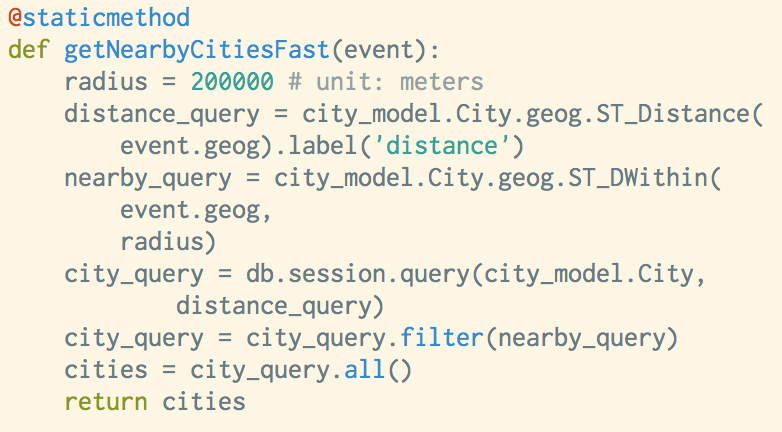 @staticmethod
def getNearbyCitiesFast(event):
    radius = 200000 # unit: meters
    distance_query = city_model.City.geog.ST_Distance(
        event.geog).label('distance')
    nearby_query = city_model.City.geog.ST_DWithin(
        event.geog,
        radius)
    city_query = db.session.query(city_model.City,
            distance_query)
    city_query = city_query.filter(nearby_query)
    cities = city_query.all()
    return cities